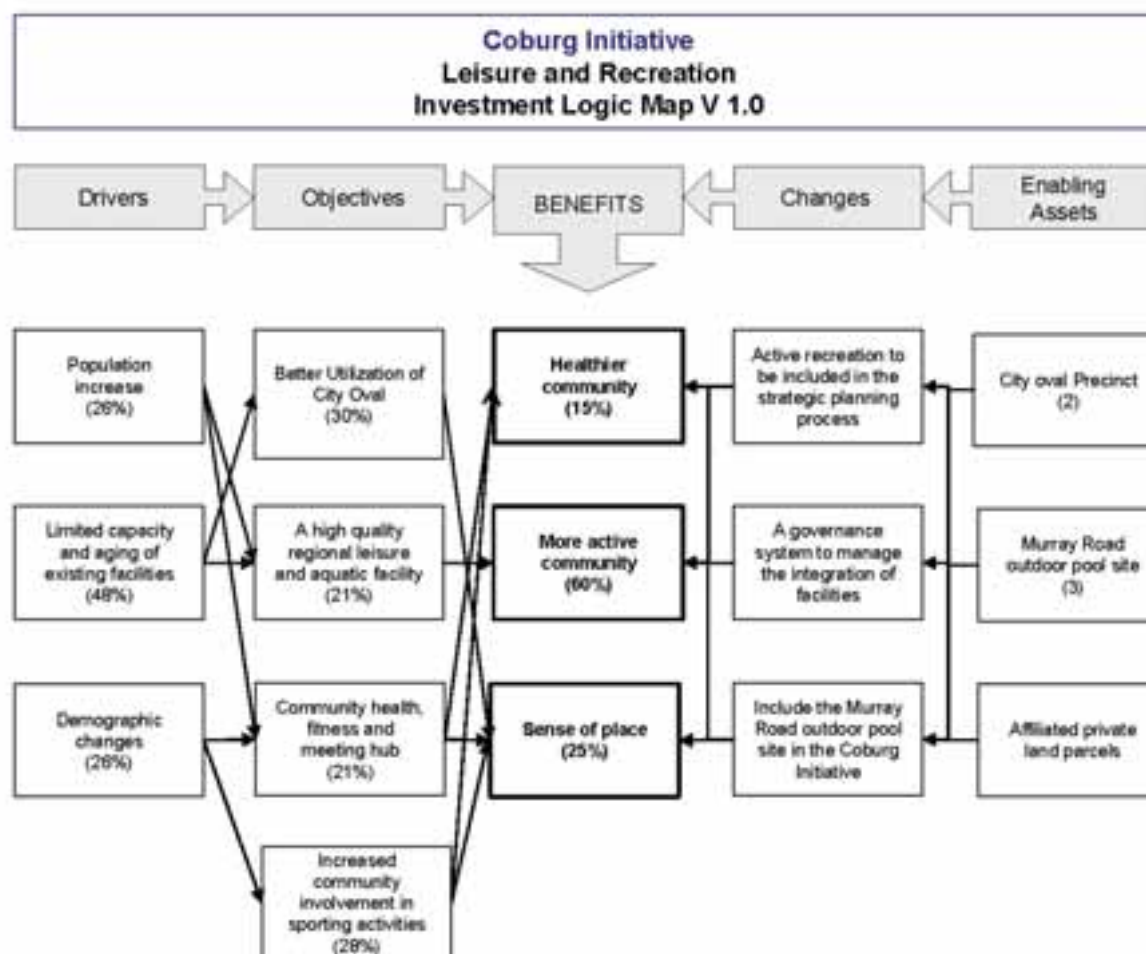 Coburg Initiative
Leisure and Recreation
Investment Logic Map V 1.0
Drivers
Objectives
BENEFITS
Changes
Enabling
Assets
Population
increase
(26%)
Better Utilization of
City Oval
(30%)
Healthier
community
(15%)
Active recreation to
be included in the
strategic planning
process
City oval Precinct
(2)
Limited capacity
and aging of
existing facilities
(48%)
A high quality
regional leisure
and aquatic facility
(21%)
More active
community
(60%)
A governance
system to manage
the integration of
facilities
Murray Road
outdoor pool site
(3)
Demographic
changes
(26%)
Community health,
fitness and
meeting hub
(21%)
Sense of place
(25%)
Include the Murray
Road outdoor pool
site in the Coburg
Initiative
Affiliated private
land parcels
Increased
community
involvement in
sporting activities
(28%)